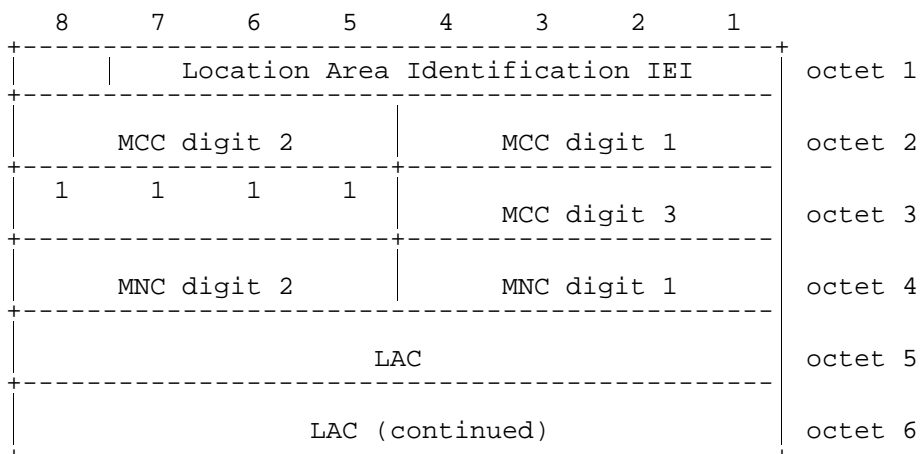 8 7 6 5 4 3 2 1
Location Area Identification IEI octet 1
MCC digit 2 MCC digit 1 octet 2
1 1 1 1
MCC digit 3 octet 3
MNC digit 2 MNC digit 1 octet 4
LAC octet 5
LAC (continued) octet 6